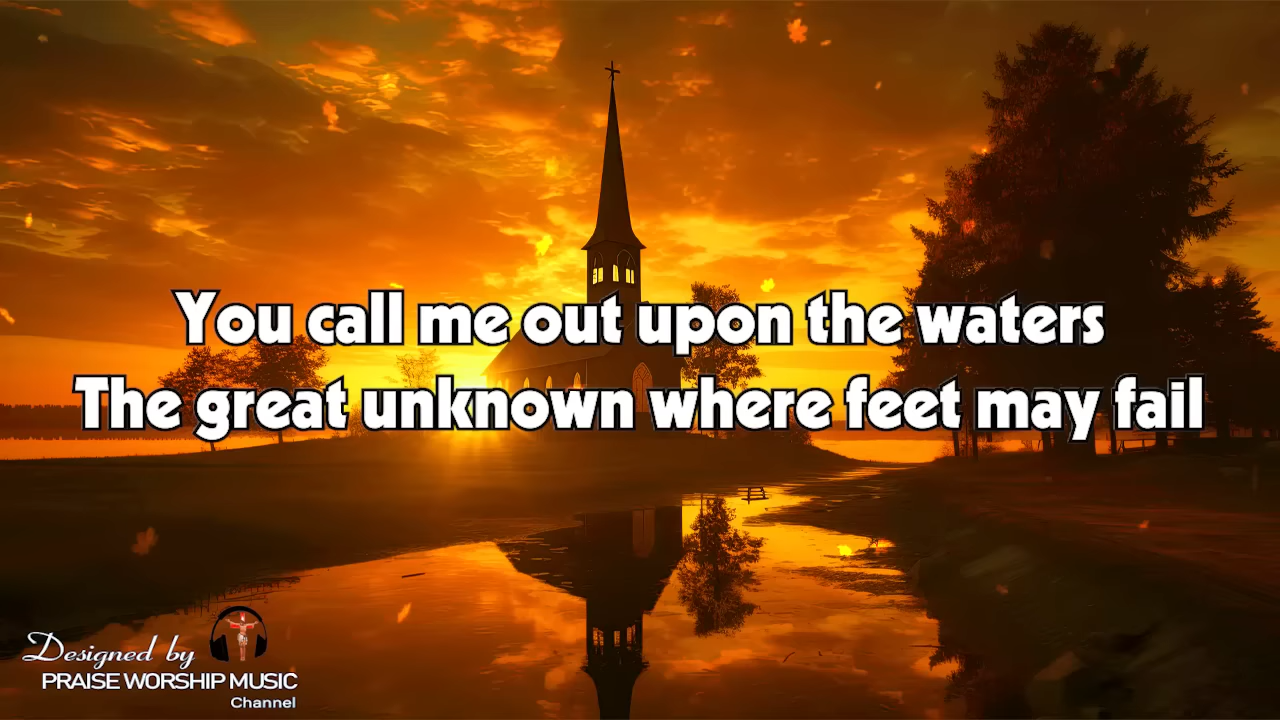 You call me out upon the waters
The great unknown where feet may fail
Designed by
PRAISE WORSHIP MUSIC
Channel